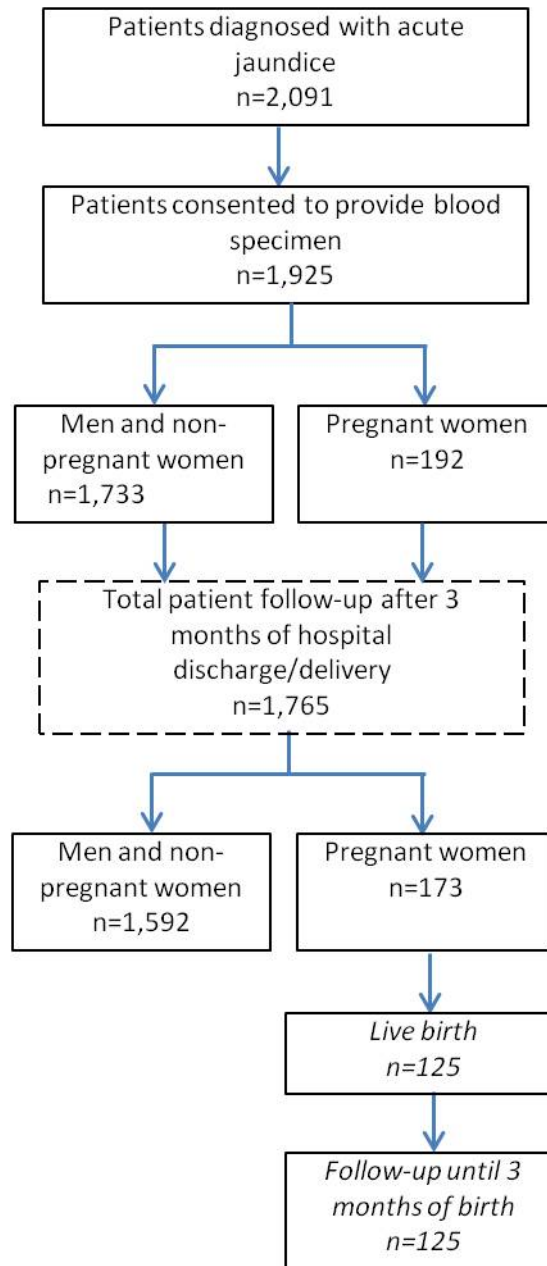 Patients diagnosed with acute
jaundice
n=2,091
Patients consented to provide blood
specimen
n=1,925
Men and non-
pregnant women
n=1,733
Pregnant women
n=192
Total patient follow-up after 3
months of hospital
discharge/delivery
n=1,765
Men and non-
pregnant women
n=1,592
Pregnant women
n=173
Live birth
n=125
Follow-up until 3
months of birth
n=125